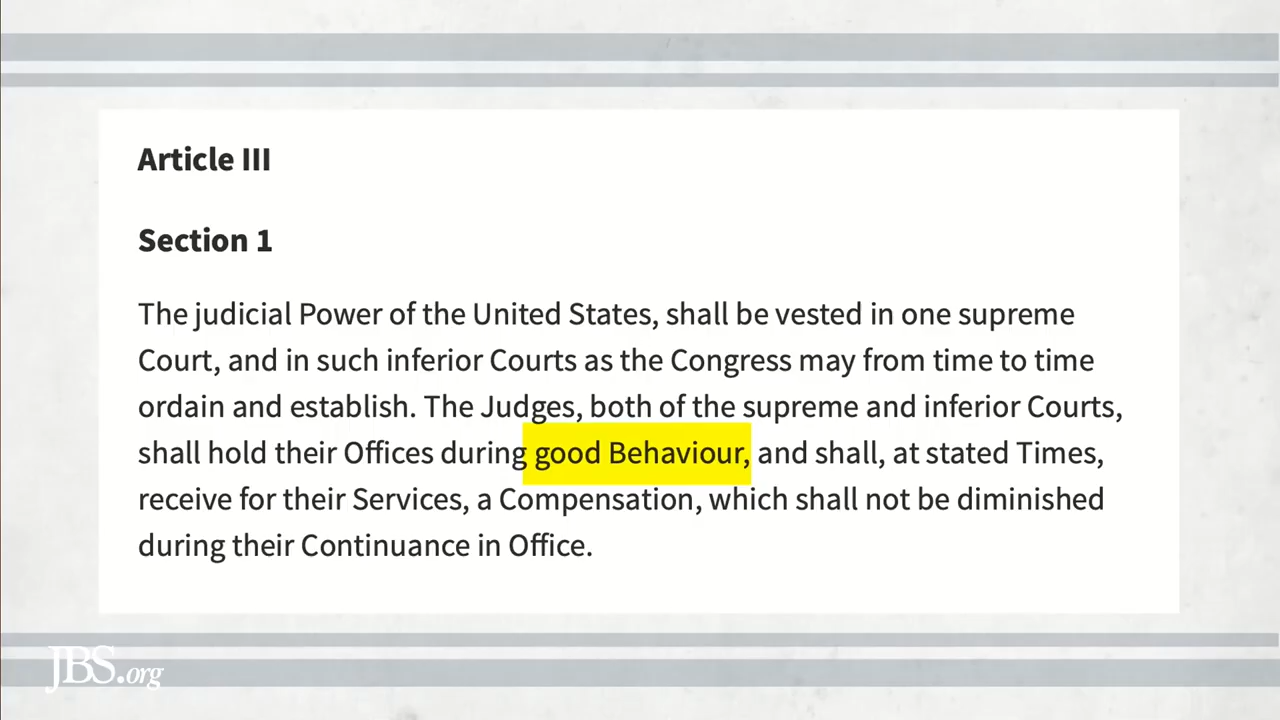 Article III
Section 1
The judicial Power of the United States, shall be vested in one supreme
Court, and in such inferior Courts as the Congress may from time to time
ordain and establish. The Judges, both of the supreme and inferior Courts,
shall hold their Offices during good Behaviour, and shall, at stated Times,
receive for their Services, a Compensation, which shall not be diminished
during their Continuance in Office.
JBS.org